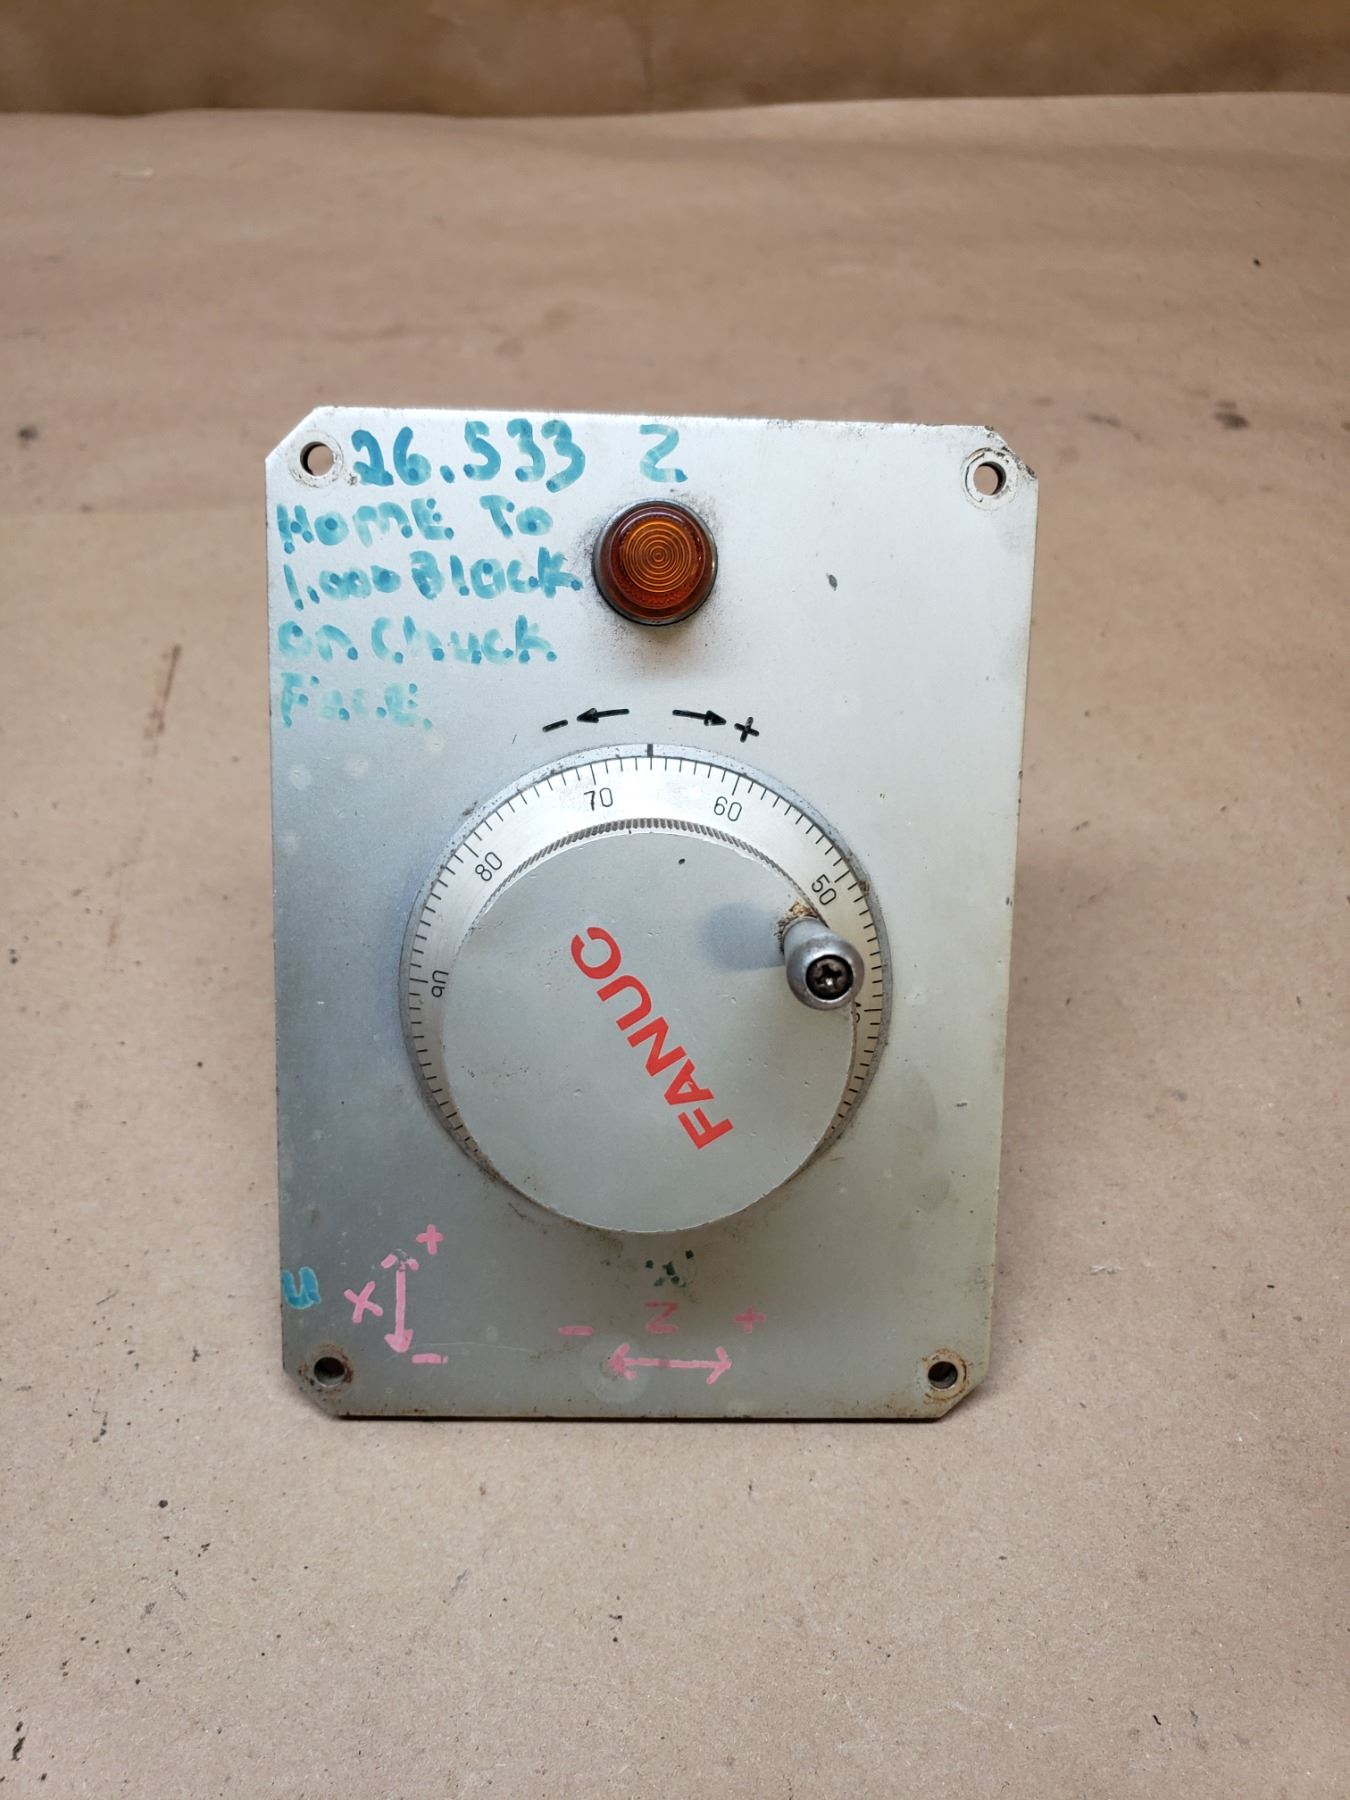 26.533 Z
HOME TO
1.000 Block
on Chuck
FacE.
- +
70 60
80 50
90
FANUC
+
X
-
- Z +